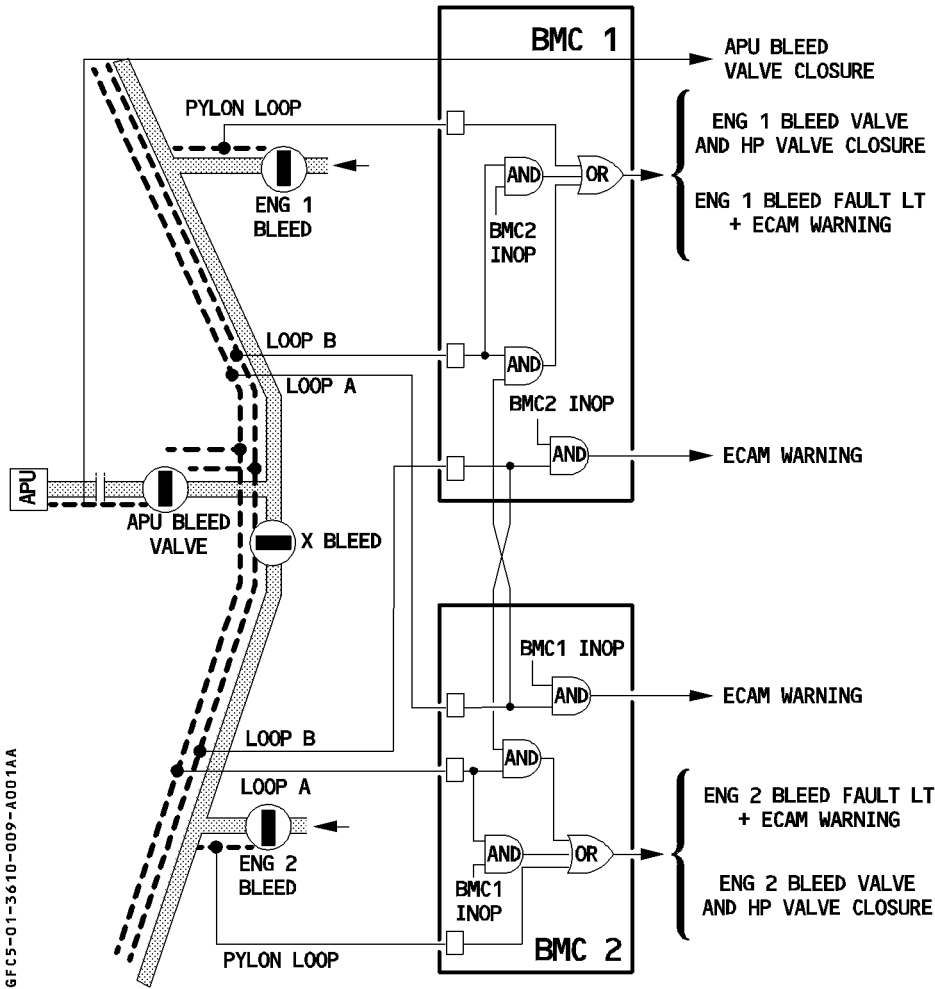 BMC 1
APU BLEED
VALVE CLOSURE
PYLON LOOP
ENG 1 BLEED VALVE
AND HP VALVE CLOSURE
AND
OR
ENG 1
BLEED
ENG 1 BLEED FAULT LT
+ ECAM WARNING
BMC2
INOP
LOOP B
AND
LOOP A
BMC2 INOP
AND
ECAM WARNING
APU
APU BLEED
VALVE
X BLEED
BMC1 INOP
AND
ECAM WARNING
LOOP B
AND
LOOP A
ENG 2 BLEED FAULT LT
+ ECAM WARNING
ENG 2
BLEED
AND
OR
BMC1
INOP
ENG 2 BLEED VALVE
AND HP VALVE CLOSURE
PYLON LOOP
BMC 2
GFC5-01-3610-009-A001AA